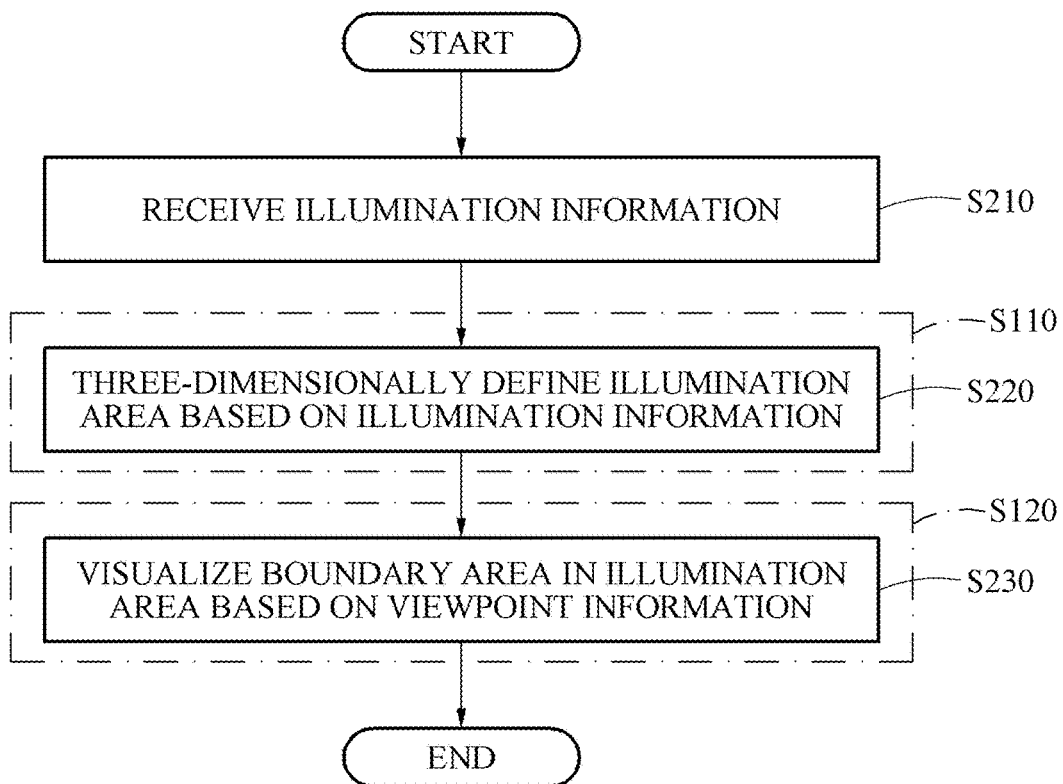 START
RECEIVE ILLUMINATION INFORMATION
S210
S110
THREE-DIMENSIONALLY DEFINE ILLUMINATION
AREA BASED ON ILLUMINATION INFORMATION
S220
S120
VISUALIZE BOUNDARY AREA IN ILLUMINATION
AREA BASED ON VIEWPOINT INFORMATION
S230
END